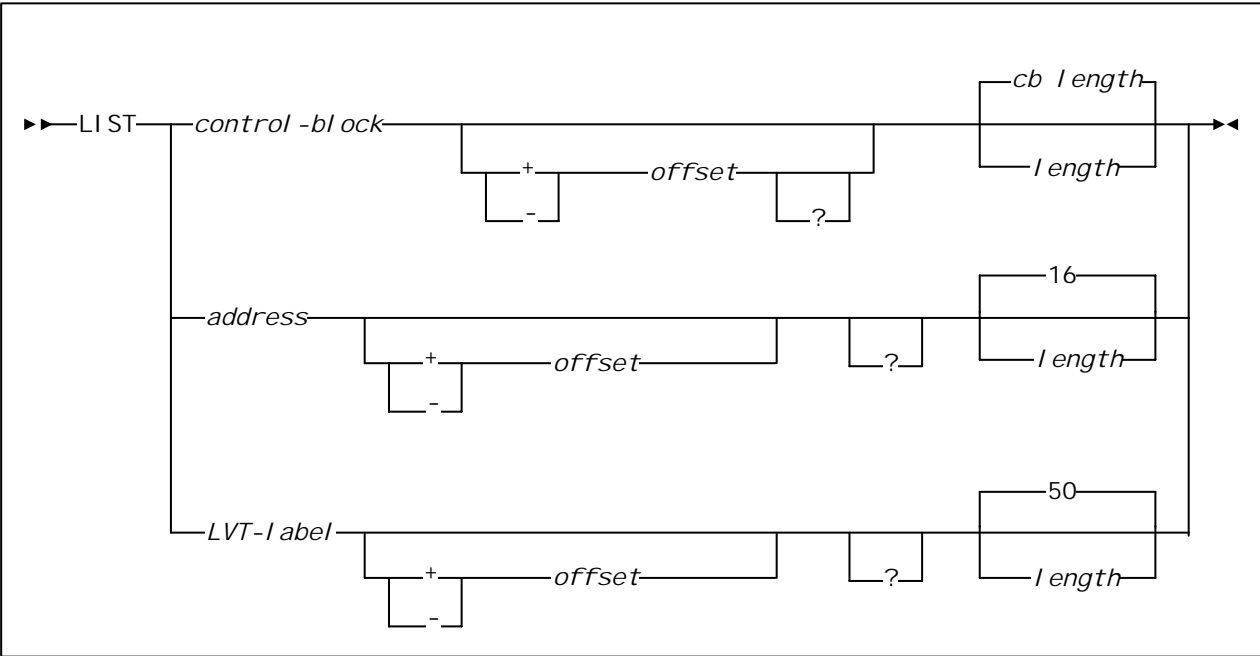 cb length
LIST control-block
length
+ offset
- ?
16
address
length
+ offset ?
-
50
LVT-label
+ offset ? length
-